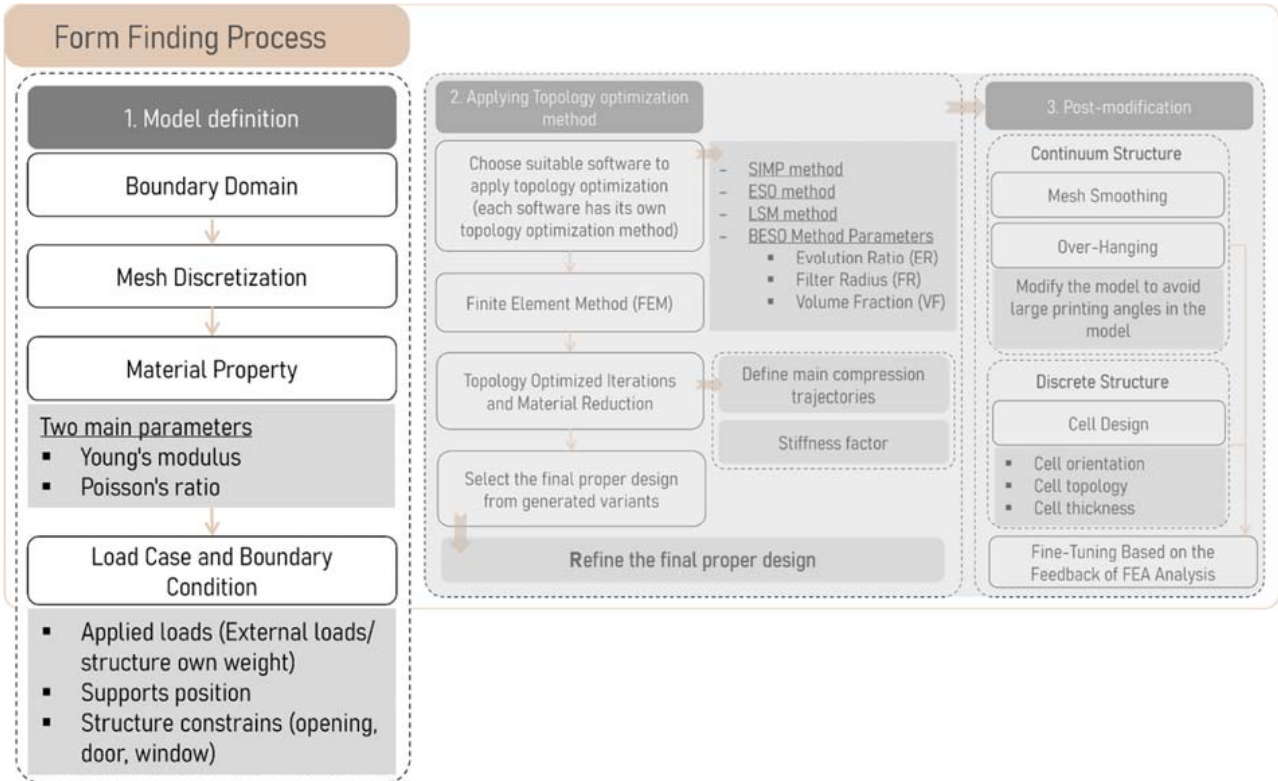 Form Finding Process
1. Model definition
Boundary Domain
Mesh Discretization
Material Property
Two main parameters
▪ Young's modulus
▪ Poisson's ratio
Load Case and Boundary
Condition
▪ Applied loads (External loads/
structure own weight)
▪ Supports position
▪ Structure constrains (opening,
door, window)
2. Applying Topology optimization
method
Choose suitable software to
apply topology optimization
(each software has its own
topology optimization method)
- SIMP method
- ESO method
- LSM method
- BESO Method Parameters
▪ Evolution Ratio (ER)
▪ Filter Radius (FR)
▪ Volume Fraction (VF)
Finite Element Method (FEM)
Topology Optimized Iterations
and Material Reduction
Define main compression
trajectories
Stiffness factor
Select the final proper design
from generated variants
Refine the final proper design
3. Post-modification
Continuum Structure
Mesh Smoothing
Over-Hanging
Modify the model to avoid
large printing angles in the
model
Discrete Structure
Cell Design
▪ Cell orientation
▪ Cell topology
▪ Cell thickness
Fine-Tuning Based on the
Feedback of FEA Analysis